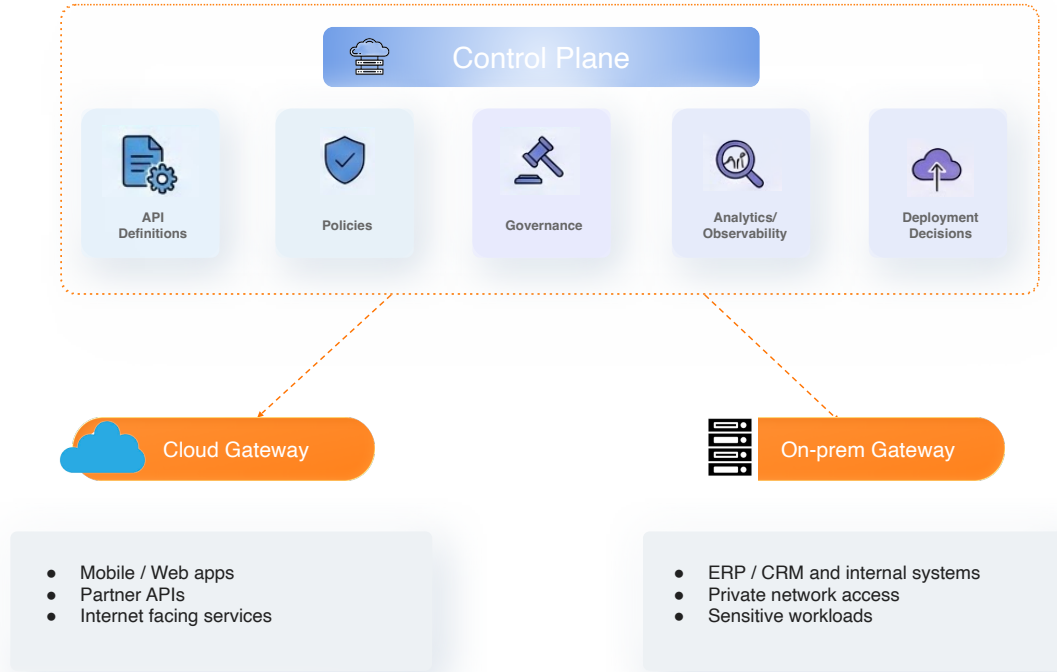 Control Plane
API
Definitions
Policies
Governance
Analytics/
Observability
Deployment
Decisions
Cloud Gateway
On-prem Gateway
● Mobile / Web apps
● Partner APIs
● Internet facing services
● ERP / CRM and internal systems
● Private network access
● Sensitive workloads